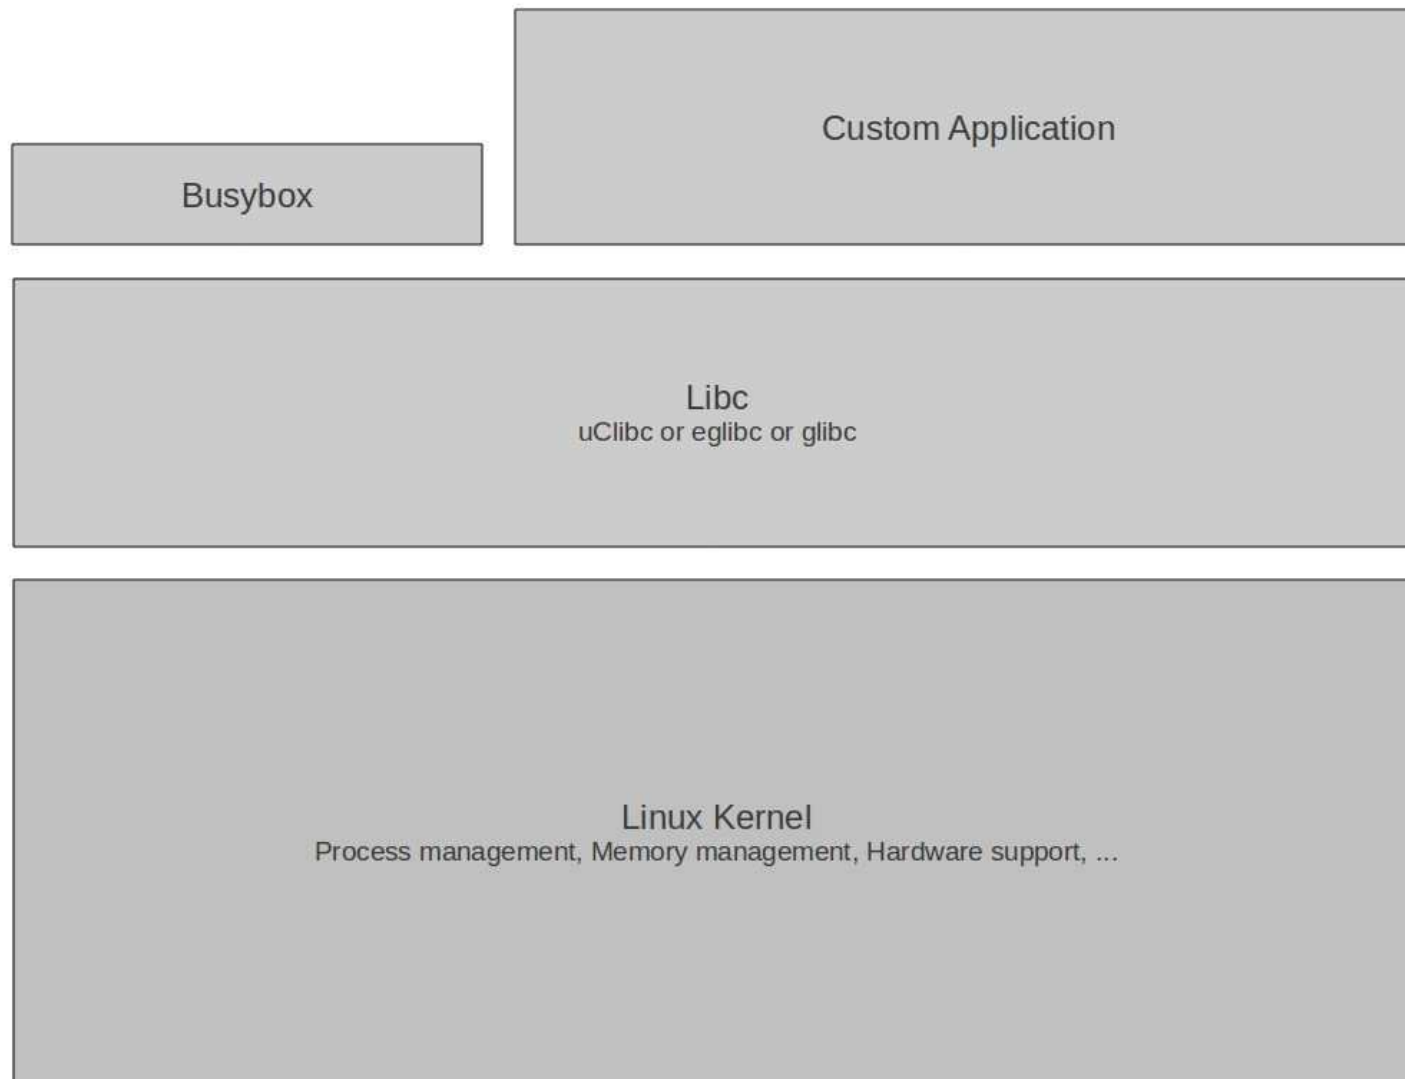 Custom Application
Busybox
Libc
uClibc or eglibc or glibc
Linux Kernel
Process management, Memory management, Hardware support, ...